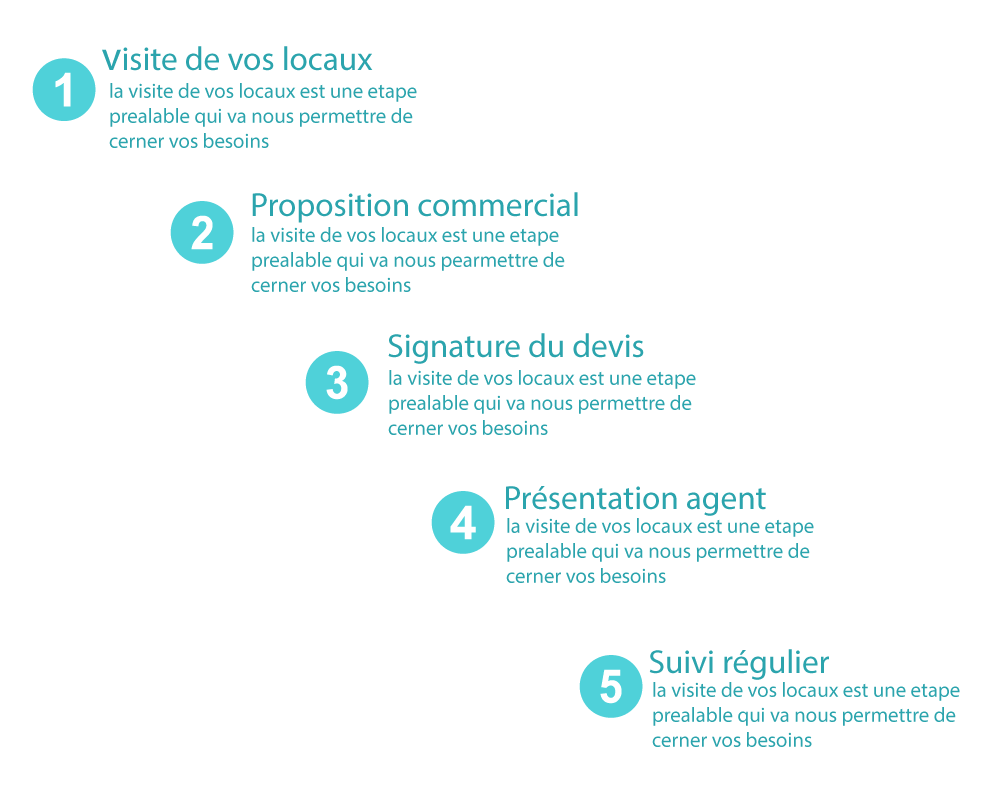 1
Visite de vos locaux
la visite de vos locaux est une etape
prealable qui va nous permettre de
cerner vos besoins
2
Proposition commercial
la visite de vos locaux est une etape
prealable qui va nous pearmettre de
cerner vos besoins
3
Signature du devis
la visite de vos locaux est une etape
prealable qui va nous permettre de
cerner vos besoins
4
Présentation agent
la visite de vos locaux est une etape
prealable qui va nous permettre de
cerner vos besoins
5
Suivi régulier
la visite de vos locaux est une etape
prealable qui va nous permettre de
cerner vos besoins